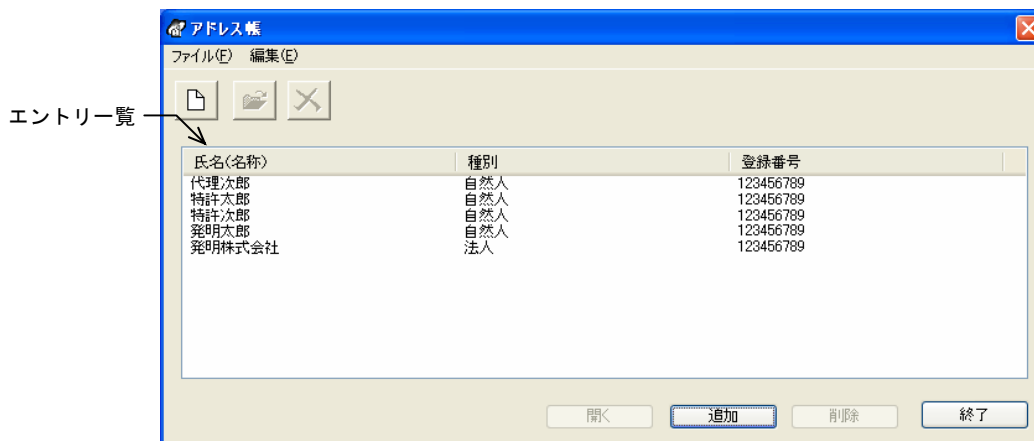 アドレス帳
ファイル(F) 編集(E)
エントリ一覧
氏名(名称) 種別 登録番号
代理次郎 自然人 123456789
特許太郎 自然人 123456789
特許次郎 自然人 123456789
発明太郎 自然人 123456789
発明株式会社 法人 123456789
開く 追加 削除 終了